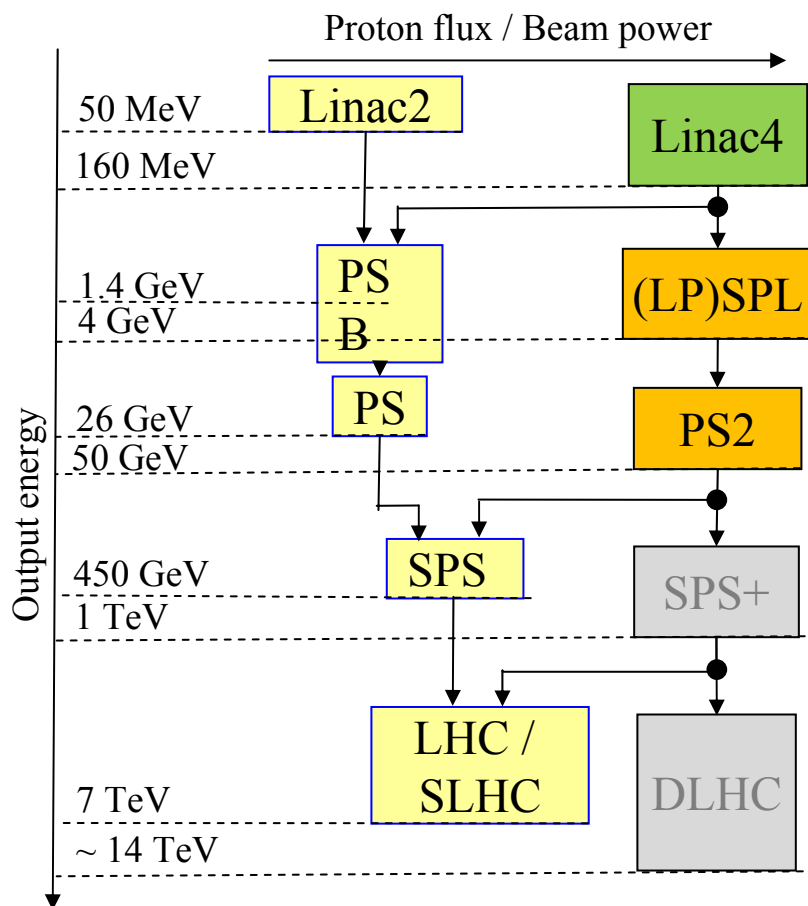 Proton flux / Beam power
50 MeV
Linac2
Linac4
160 MeV
PS
B
(LP)SPL
1.4 GeV
4 GeV
PS
PS2
26 GeV
50 GeV
Output energy
SPS
SPS+
450 GeV
1 TeV
LHC /
SLHC
DLHC
7 TeV
~ 14 TeV